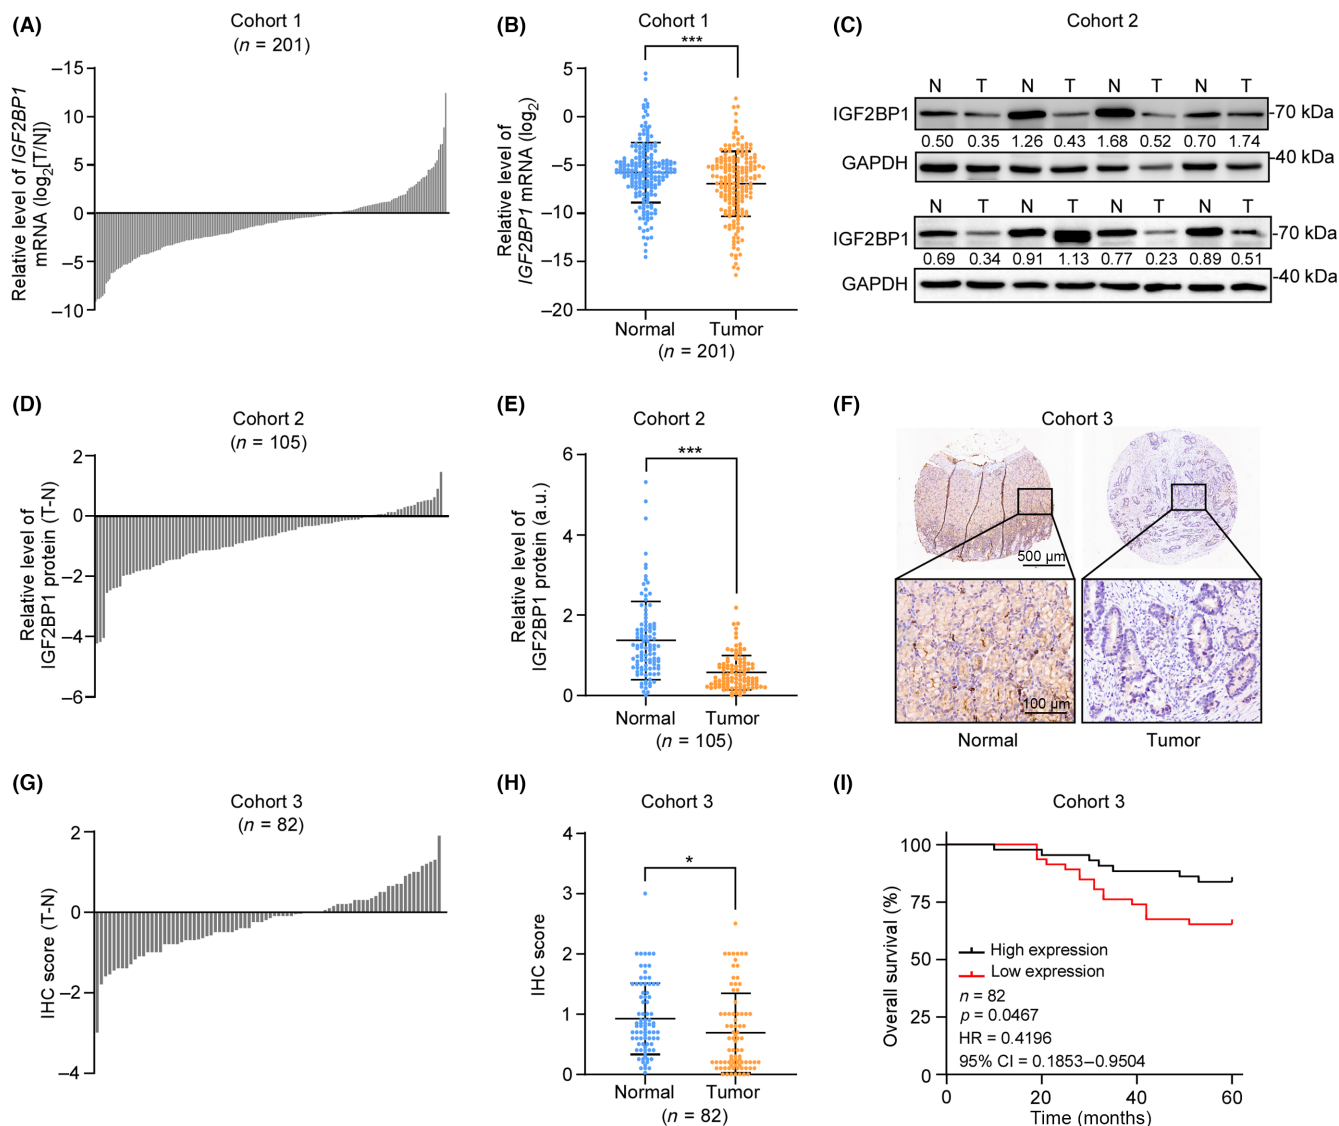 (A)
Cohort 1
(n = 201)
Relative level of IGF2BP1
mRNA (log2[T/N])
–15
10
5
0
–5
–10
(B)
Cohort 1
***
Relative level of
IGF2BP1 mRNA (log2)
5
0
–5
–10
–15
–20
Normal
Tumor
(n = 201)
(C)
Cohort 2
N T N T N T N T
IGF2BP1
-70 kDa
0.50 0.35 1.26 0.43 1.68 0.52 0.70 1.74
GAPDH
-40 kDa
N T N T N T N T
IGF2BP1
-70 kDa
0.69 0.34 0.91 1.13 0.77 0.23 0.89 0.51
GAPDH
-40 kDa
(D)
Cohort 2
(n = 105)
Relative level of
IGF2BP1 protein (T-N)
2
0
–2
–4
–6
(E)
Cohort 2
***
Relative level of
IGF2BP1 protein (a.u.)
6
4
2
0
Normal
Tumor
(n = 105)
(F)
Cohort 3
500 µm
100 µm
Normal
Tumor
(G)
Cohort 3
(n = 82)
IHC score (T-N)
2
0
–2
–4
(H)
Cohort 3
*
IHC score
4
3
2
1
0
Normal
Tumor
(n = 82)
(I)
Cohort 3
Overall survival (%)
100
75
50
25
0
High expression
Low expression
n = 82
p = 0.0467
HR = 0.4196
95% CI = 0.1853–0.9504
0 20 40 60
Time (months)